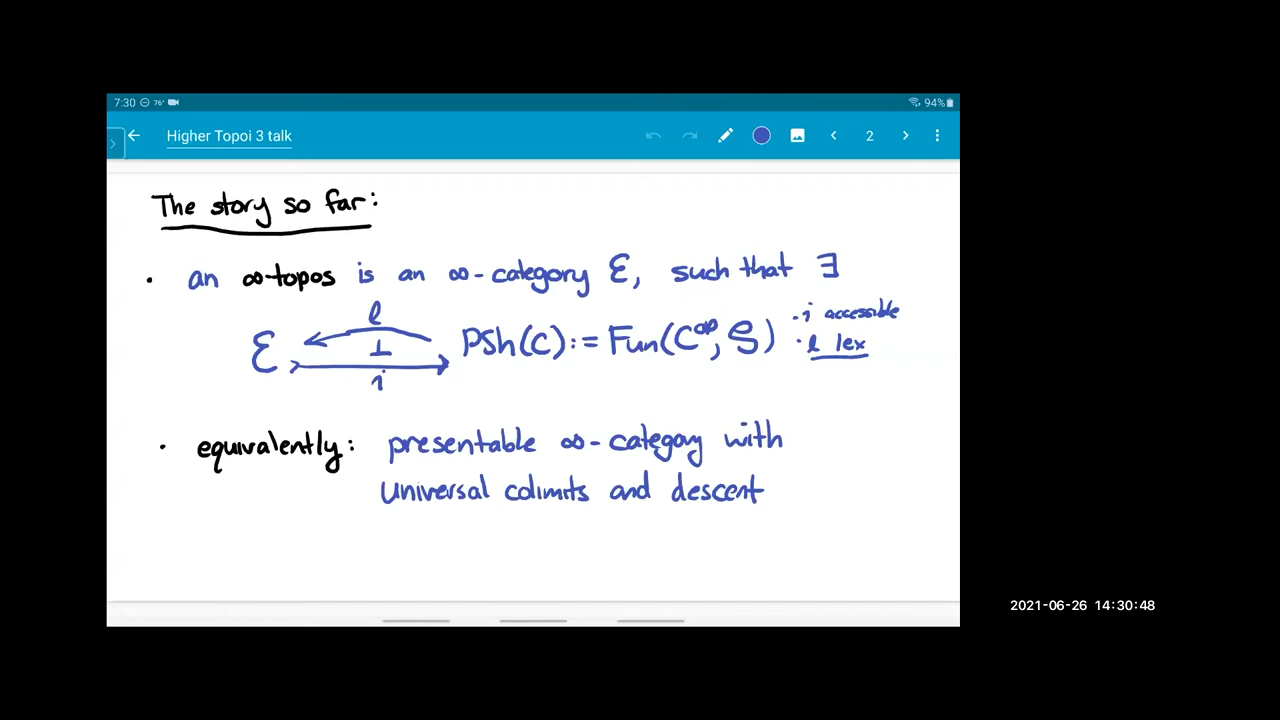 7:30 76° 94%
Higher Topoi 3 talk 2
The story so far:
• an ∞-topos is an ∞-category ℰ, such that ∃
l
ℰ ⊥ PSh(C) := Fun(C^op, S) • i accessible
i • l lex
• equivalently: presentable ∞-category with
universal colimits and descent
2021-06-26 14:30:48